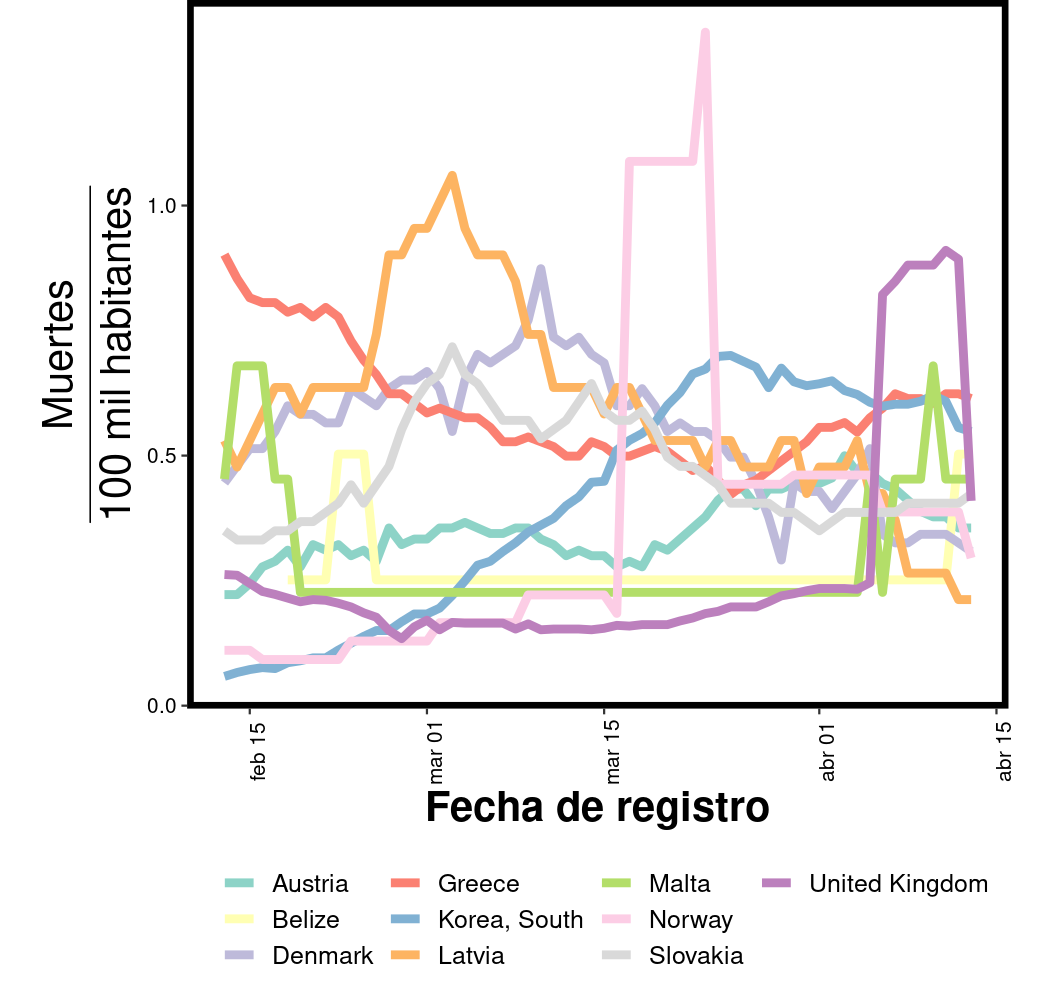 Muertes
100 mil habitantes
1.0
0.5
0.0
feb 15
mar 01
mar 15
abr 01
abr 15
Fecha de registro
Austria
Greece
Malta
United Kingdom
Belize
Korea, South
Norway
Denmark
Latvia
Slovakia